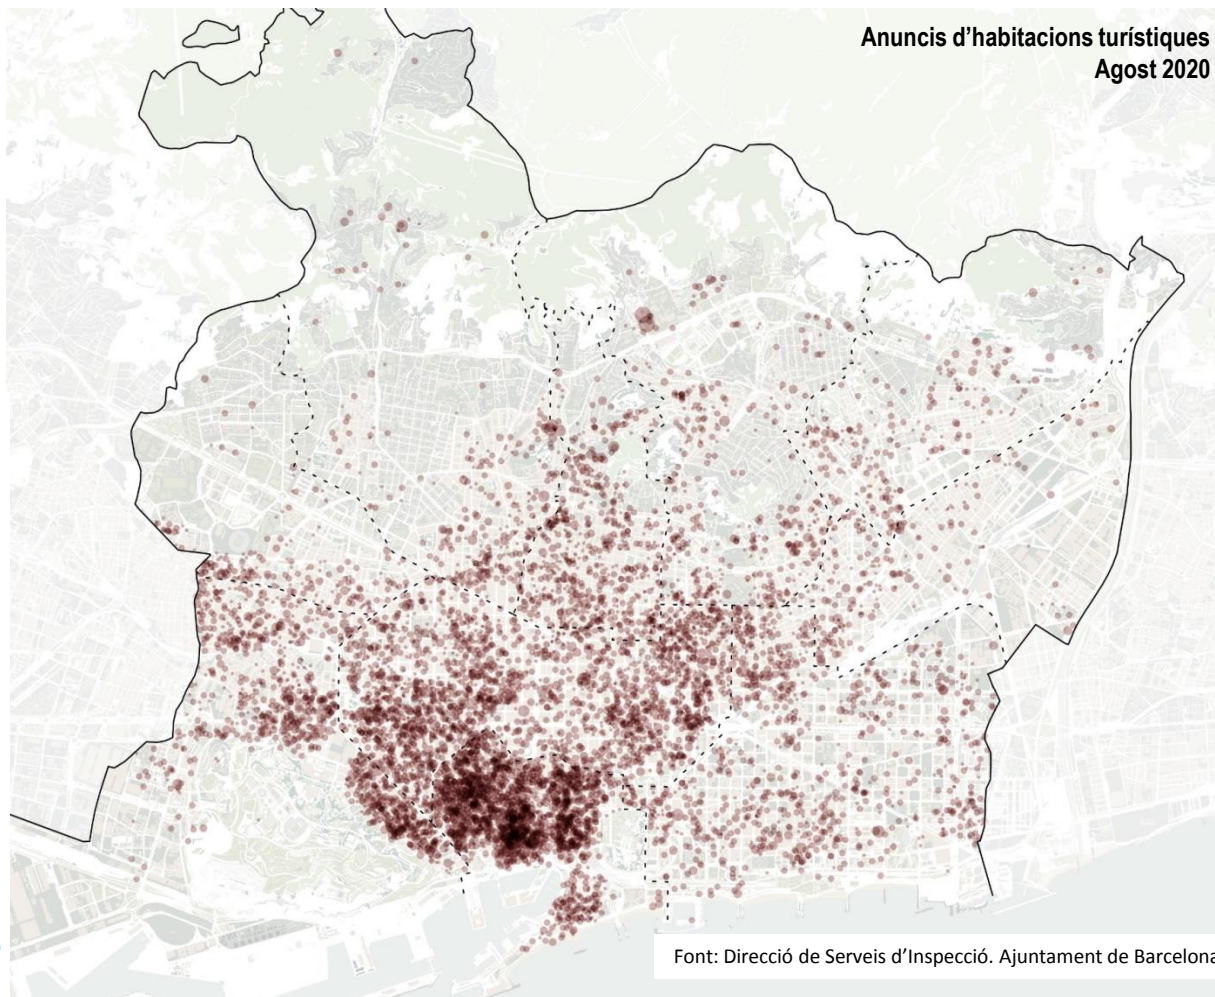 Anuncis d’habitacions turístiques
Agost 2020
Font: Direcció de Serveis d’Inspecció. Ajuntament de Barcelona